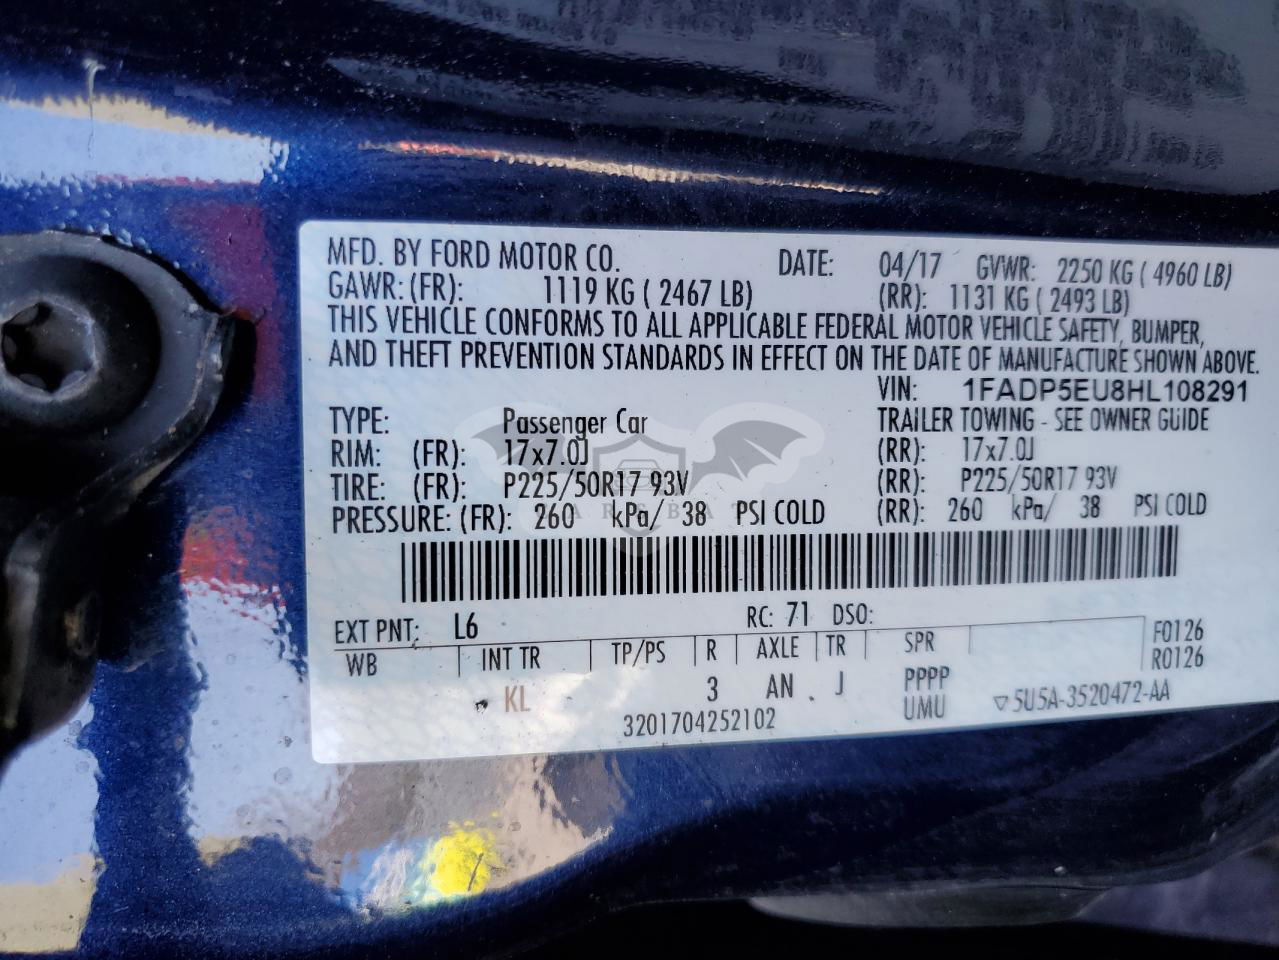 MFD. BY FORD MOTOR CO. DATE: 04/17 GVWR: 2250 KG ( 4960 LB)
GAWR: (FR): 1119 KG ( 2467 LB) (RR): 1131 KG ( 2493 LB)
THIS VEHICLE CONFORMS TO ALL APPLICABLE FEDERAL MOTOR VEHICLE SAFETY, BUMPER,
AND THEFT PREVENTION STANDARDS IN EFFECT ON THE DATE OF MANUFACTURE SHOWN ABOVE.
VIN: 1FADP5EU8HL108291
TYPE: Passenger Car TRAILER TOWING - SEE OWNER GUIDE
RIM: (FR): 17x7.0J (RR): 17x7.0J
TIRE: (FR): P225/50R17 93V (RR): P225/50R17 93V
PRESSURE: (FR): 260 kPa/ 38 PSI COLD (RR): 260 kPa/ 38 PSI COLD
EXT PNT: L6 RC: 71 DSO:
WB INT TR TP/PS R AXLE TR SPR F0126
R0126
KL 3 AN J PPPP
UMU 5U5A-3520472-AA
3201704252102